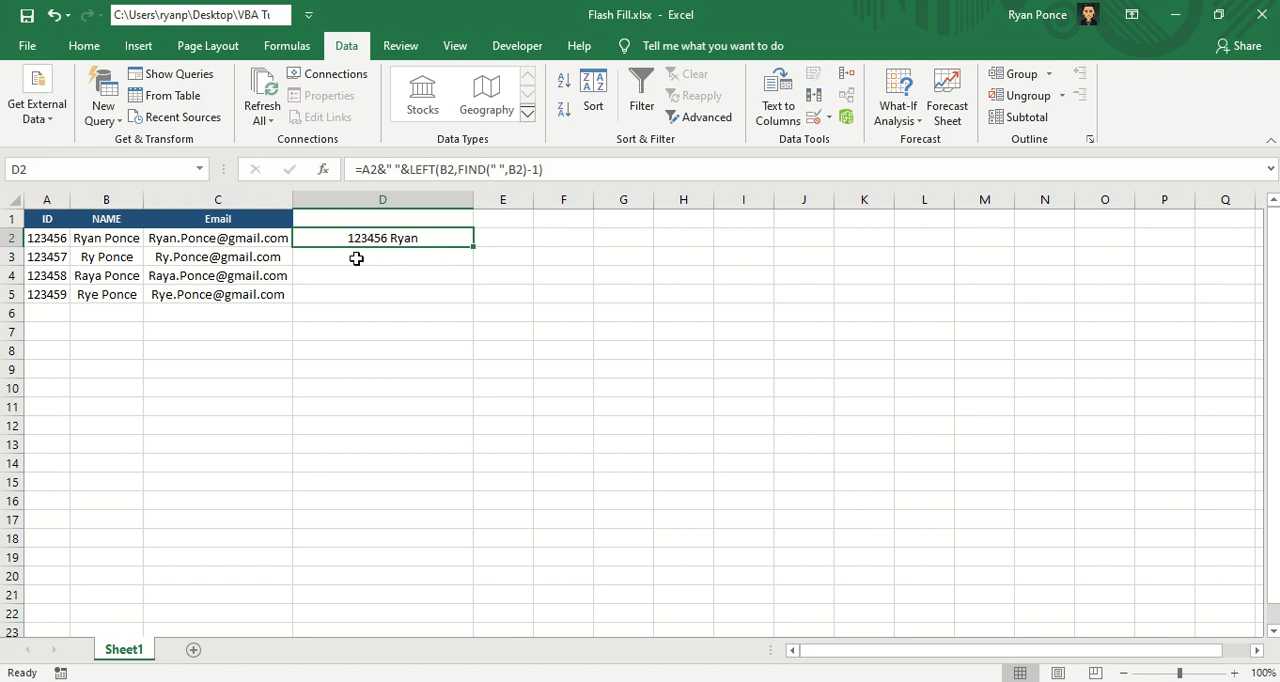 C:\Users\ryanp\Desktop\VBA Tu
Flash Fill.xlsx - Excel
Ryan Ponce
File Home Insert Page Layout Formulas Data Review View Developer Help Tell me what you want to do Share
Get External Data
New Query
Show Queries
From Table
Recent Sources
Get & Transform
Refresh All
Connections
Properties
Edit Links
Connections
Stocks
Geography
Data Types
Sort
Filter
Clear
Reapply
Advanced
Sort & Filter
Text to Columns
Data Tools
What-If Analysis
Forecast Sheet
Forecast
Group
Ungroup
Subtotal
Outline
D2 fx =A2&" "&LEFT(B2,FIND(" ",B2)-1)
A B C D E F G H I J K L M N O P Q
1 ID NAME Email
2 123456 Ryan Ponce Ryan.Ponce@gmail.com 123456 Ryan
3 123457 Ry Ponce Ry.Ponce@gmail.com
4 123458 Raya Ponce Raya.Ponce@gmail.com
5 123459 Rye Ponce Rye.Ponce@gmail.com
6
7
8
9
10
11
12
13
14
15
16
17
18
19
20
21
22
23
Sheet1
Ready 100%